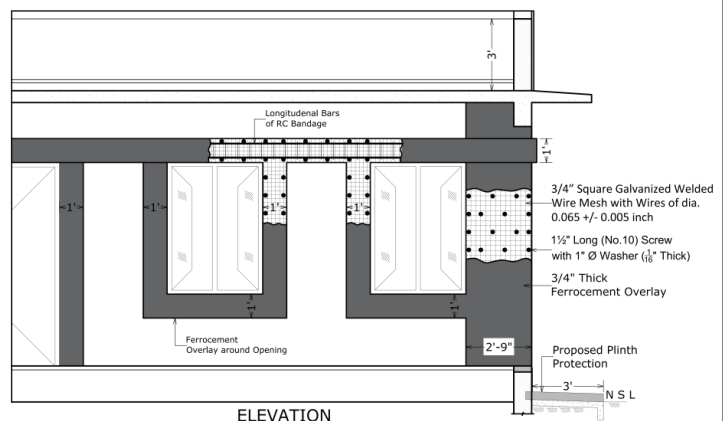 3'
Longitudenal Bars
of RC Bandage
1'
3/4" Square Galvanized Welded
Wire Mesh with Wires of dia.
0.065 +/- 0.005 inch
1'
1'
1'
1'
1½" Long (No.10) Screw
with 1" Ø Washer (3/16" Thick)
3/4" Thick
Ferrocement Overlay
1'
1'
Ferrocement
Overlay around Opening
2'-9"
Proposed Plinth
Protection
3'
N S L
ELEVATION